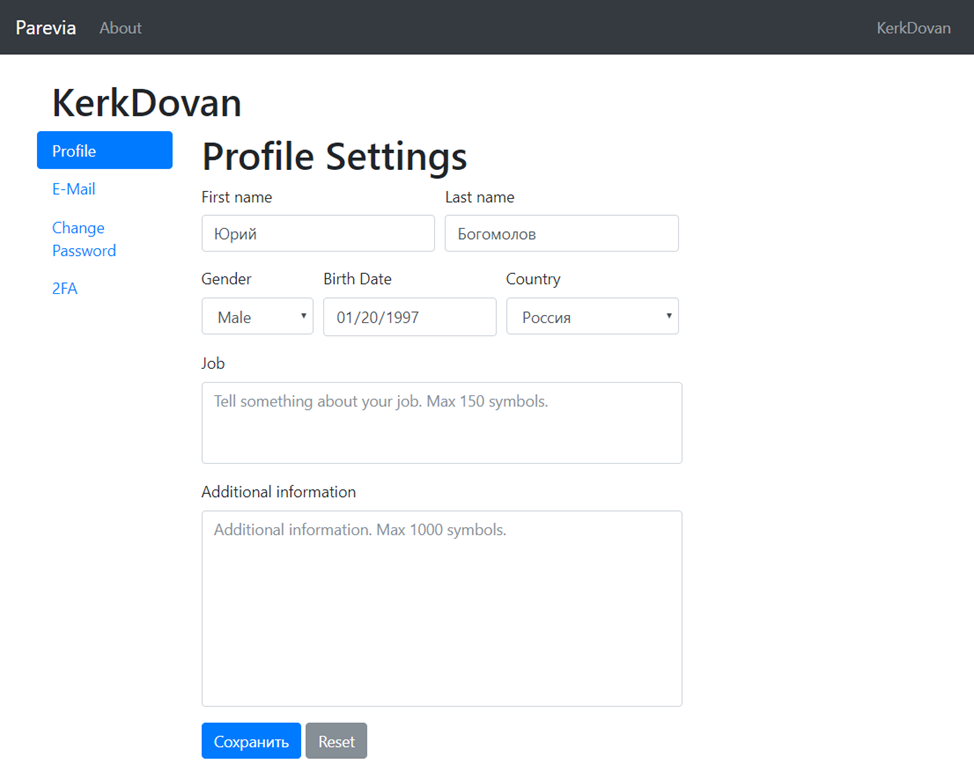 Parevia About KerkDovan
KerkDovan
Profile
E-Mail
Change
Password
2FA
Profile Settings
First name Last name
Юрий Богомолов
Gender Birth Date Country
Male 01/20/1997 Россия
Job
Tell something about your job. Max 150 symbols.
Additional information
Additional information. Max 1000 symbols.
Сохранить Reset